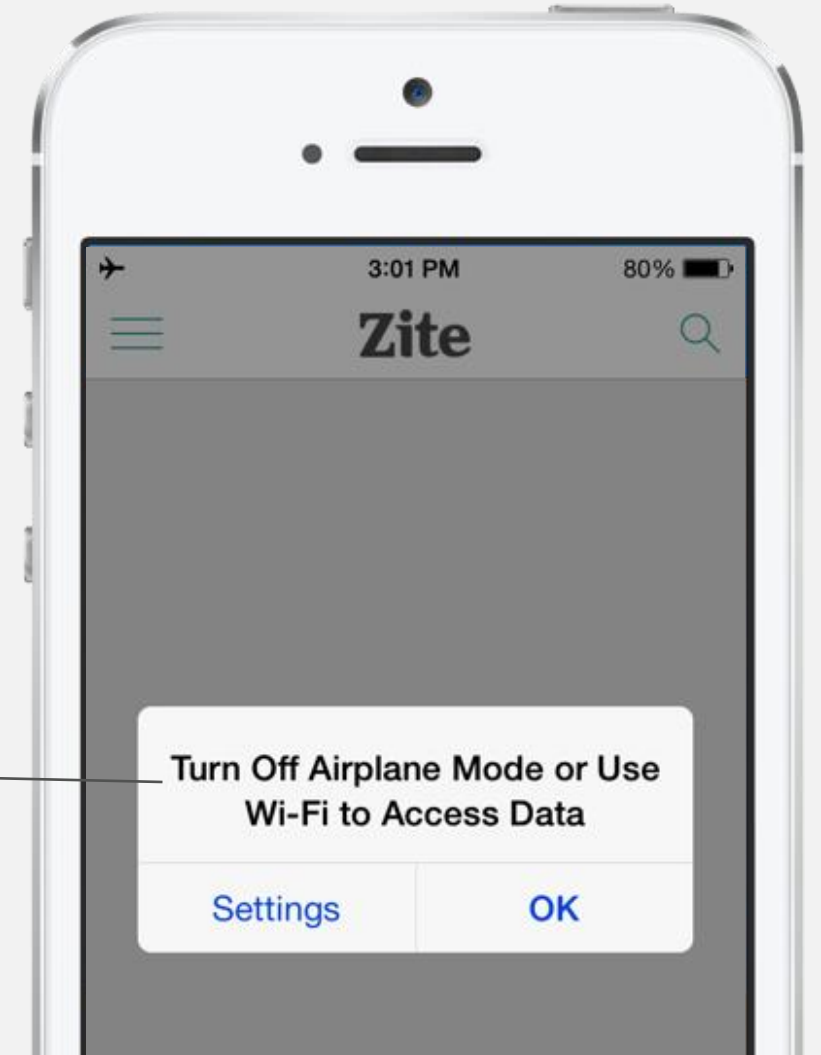 3:01 PM 80%
Zite
Turn Off Airplane Mode or Use
Wi-Fi to Access Data
Settings OK